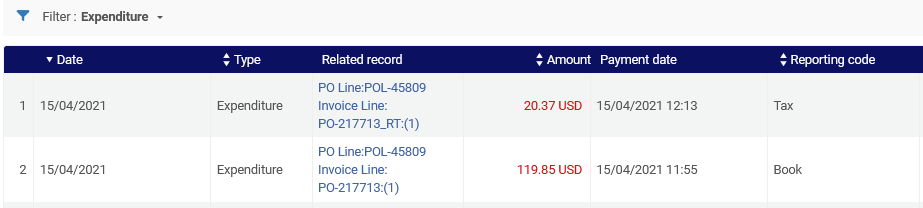 Filter : Expenditure
Date Type Related record Amount Payment date Reporting code
1 15/04/2021 Expenditure PO Line:POL-45809 20.37 USD 15/04/2021 12:13 Tax
Invoice Line:
PO-217713_RT:(1)
2 15/04/2021 Expenditure PO Line:POL-45809 119.85 USD 15/04/2021 11:55 Book
Invoice Line:
PO-217713:(1)